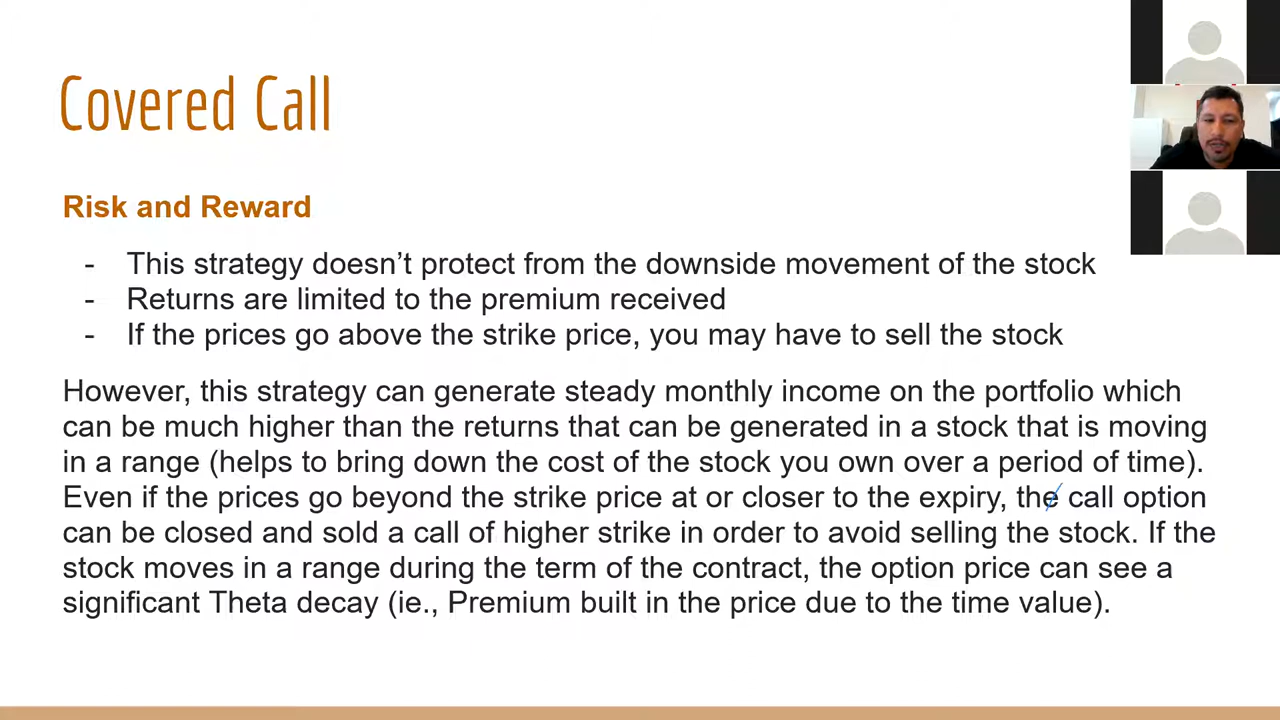 Covered Call
Risk and Reward
- This strategy doesn’t protect from the downside movement of the stock
- Returns are limited to the premium received
- If the prices go above the strike price, you may have to sell the stock
However, this strategy can generate steady monthly income on the portfolio which
can be much higher than the returns that can be generated in a stock that is moving
in a range (helps to bring down the cost of the stock you own over a period of time).
Even if the prices go beyond the strike price at or closer to the expiry, the call option
can be closed and sold a call of higher strike in order to avoid selling the stock. If the
stock moves in a range during the term of the contract, the option price can see a
significant Theta decay (ie., Premium built in the price due to the time value).